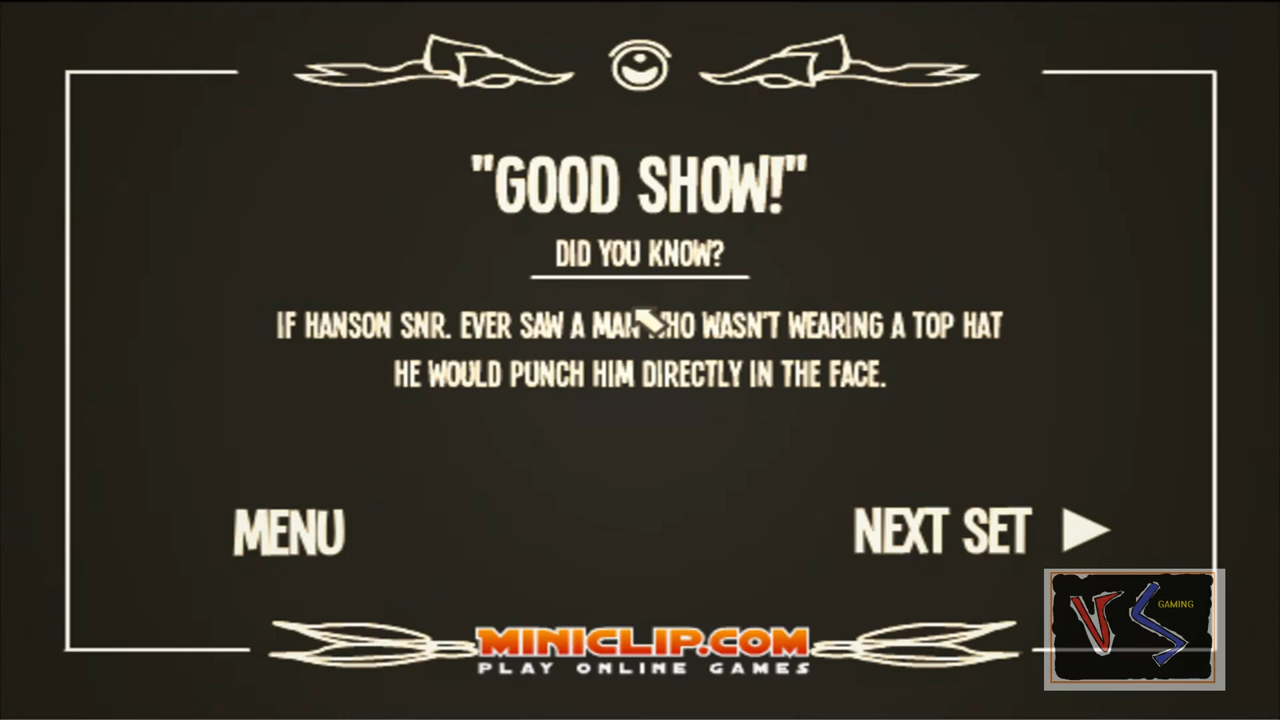 "GOOD SHOW!"
DID YOU KNOW?
IF HANSON SNR. EVER SAW A MAN WHO WASN'T WEARING A TOP HAT
HE WOULD PUNCH HIM DIRECTLY IN THE FACE.
MENU
NEXT SET
MINICLIP.COM
PLAY ONLINE GAMES
VS GAMING